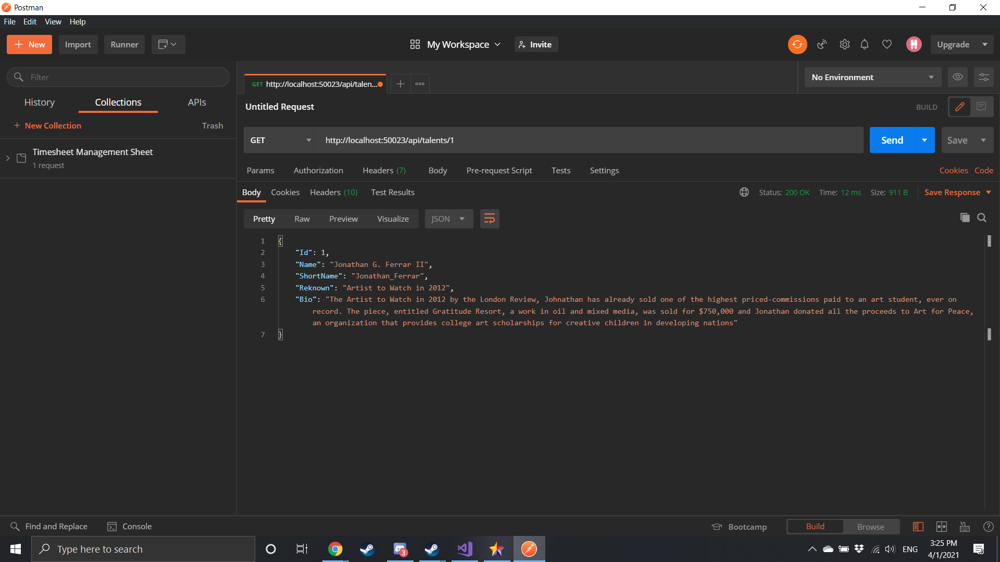 Postman
File Edit View Help
New Import Runner My Workspace Invite Upgrade
Filter
GET http://localhost:50023/api/talen... No Environment
History Collections APIs
Untitled Request BUILD
+ New Collection Trash
GET http://localhost:50023/api/talents/1 Send Save
Timesheet Management Sheet
1 request
Params Authorization Headers (7) Body Pre-request Script Tests Settings Cookies Code
Body Cookies Headers (10) Test Results Status: 200 OK Time: 12 ms Size: 911 B Save Response
Pretty Raw Preview Visualize JSON
1 {
2 "Id": 1,
3 "Name": "Jonathan G. Ferrar II",
4 "ShortName": "Jonathan_Ferrar",
5 "Reknown": "Artist to Watch in 2012",
6 "Bio": "The Artist to Watch in 2012 by the London Review, Johnathan has already sold one of the highest priced-commissions paid to an art student, ever on
record. The piece, entitled Gratitude Resort, a work in oil and mixed media, was sold for $750,000 and Jonathan donated all the proceeds to Art for Peace,
an organization that provides college art scholarships for creative children in developing nations"
7 }
Find and Replace Console Bootcamp Build Browse
Type here to search 3 ENG 3:25 PM
4/1/2021